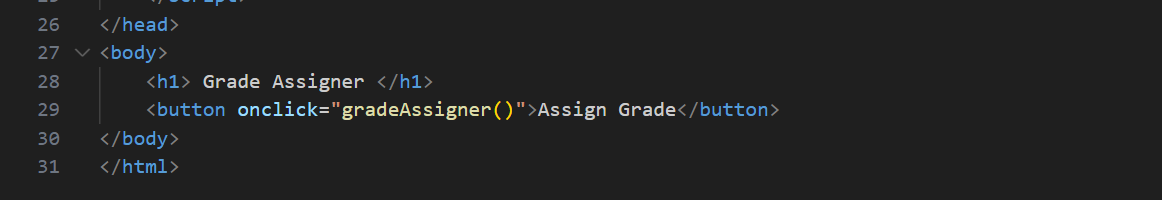 26 </head>
27 <body>
28 <h1> Grade Assigner </h1>
29 <button onclick="gradeAssigner()">Assign Grade</button>
30 </body>
31 </html>